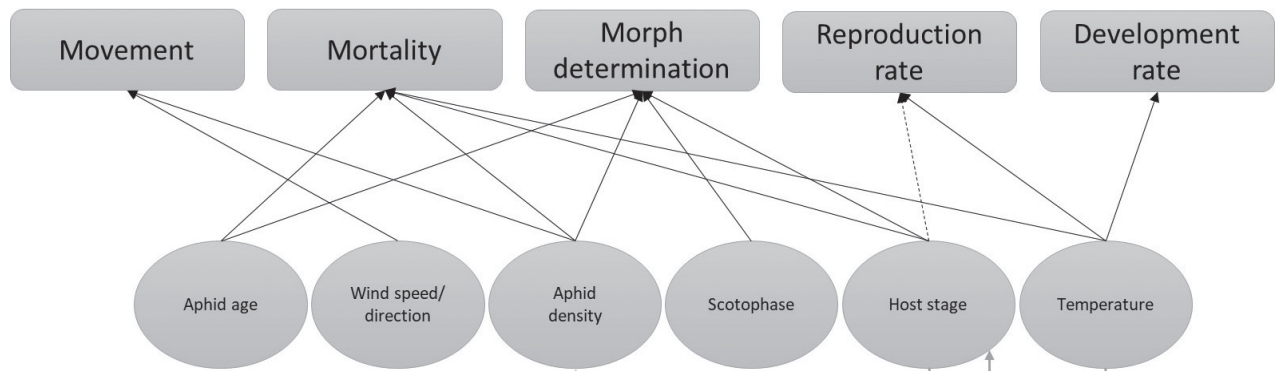 Movement
Mortality
Morph
determination
Reproduction
rate
Development
rate
Aphid age
Wind speed/
direction
Aphid
density
Scotophase
Host stage
Temperature